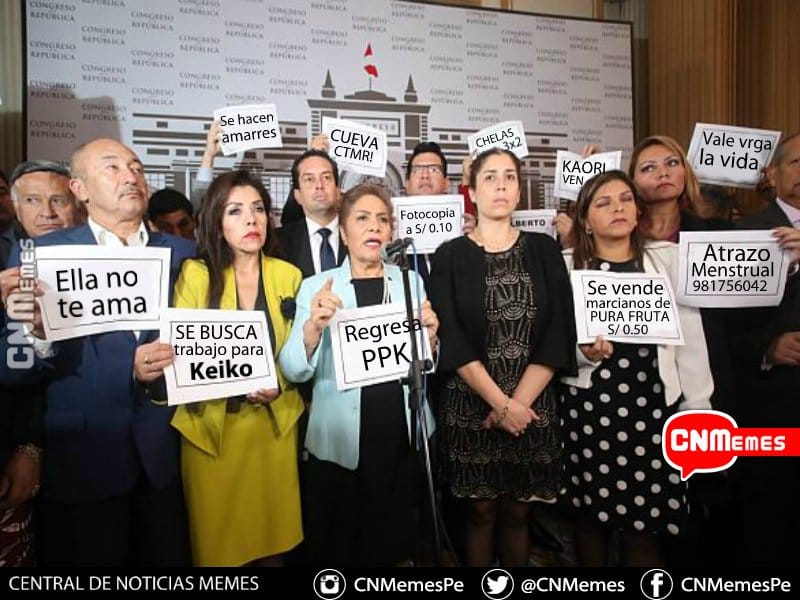 CONGRESO
REPÚBLICA
Se hacen
amarres
CUEVA
CTMR!
CHELAS
3x2
KAORI
VEN
Vale vrga
la vida
Fotocopia
a S/ 0.10
ALBERTO
Ella no
te ama
SE BUSCA
trabajo para
Keiko
Regresa
PPK
Se vende
marcianos de
PURA FRUTA
S/ 0.50
Atrazo
Menstrual
981756042
CNMemes
CNMemes
CENTRAL DE NOTICIAS MEMES
CNMemesPe
@CNMemes
CNMemesPe